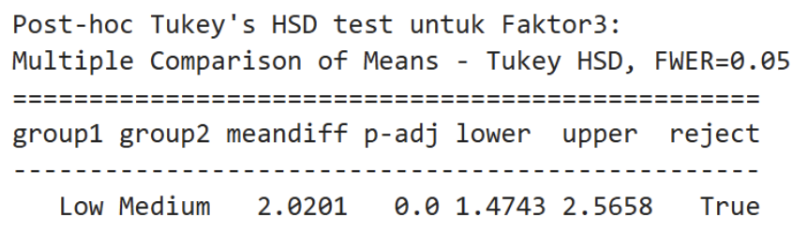 Post-hoc Tukey's HSD test untuk Faktor3:
Multiple Comparison of Means - Tukey HSD, FWER=0.05
=================================================
group1 group2 meandiff p-adj lower  upper  reject
-------------------------------------------------
   Low Medium   2.0201   0.0 1.4743 2.5658   True